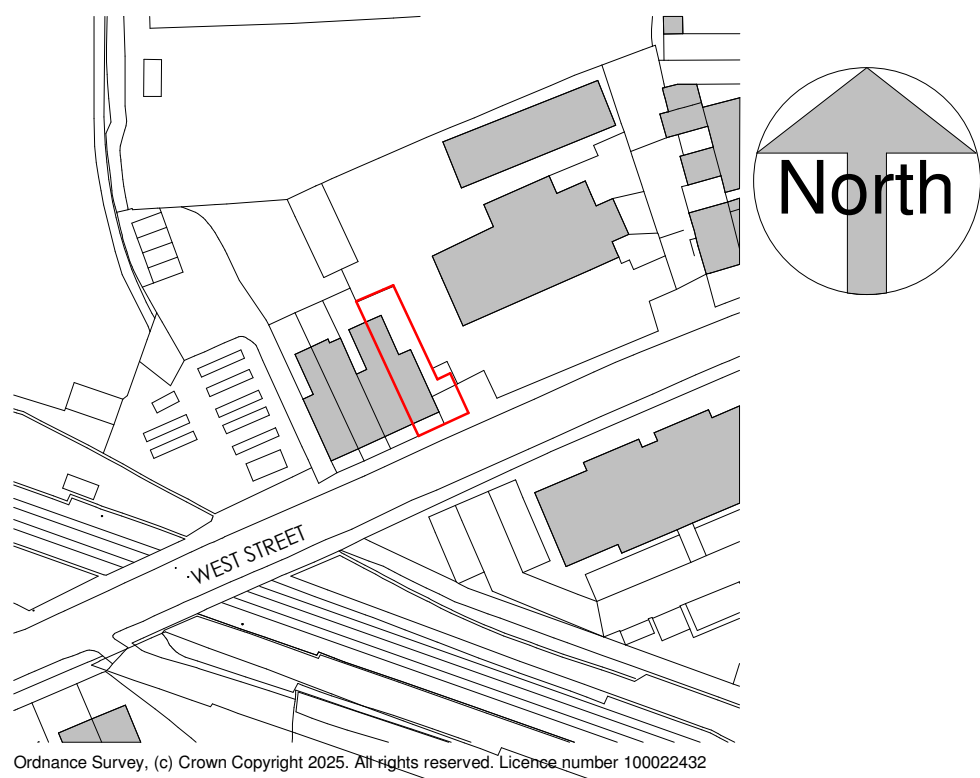 North
WEST STREET
Ordnance Survey, (c) Crown Copyright 2025. All rights reserved. Licence number 100022432